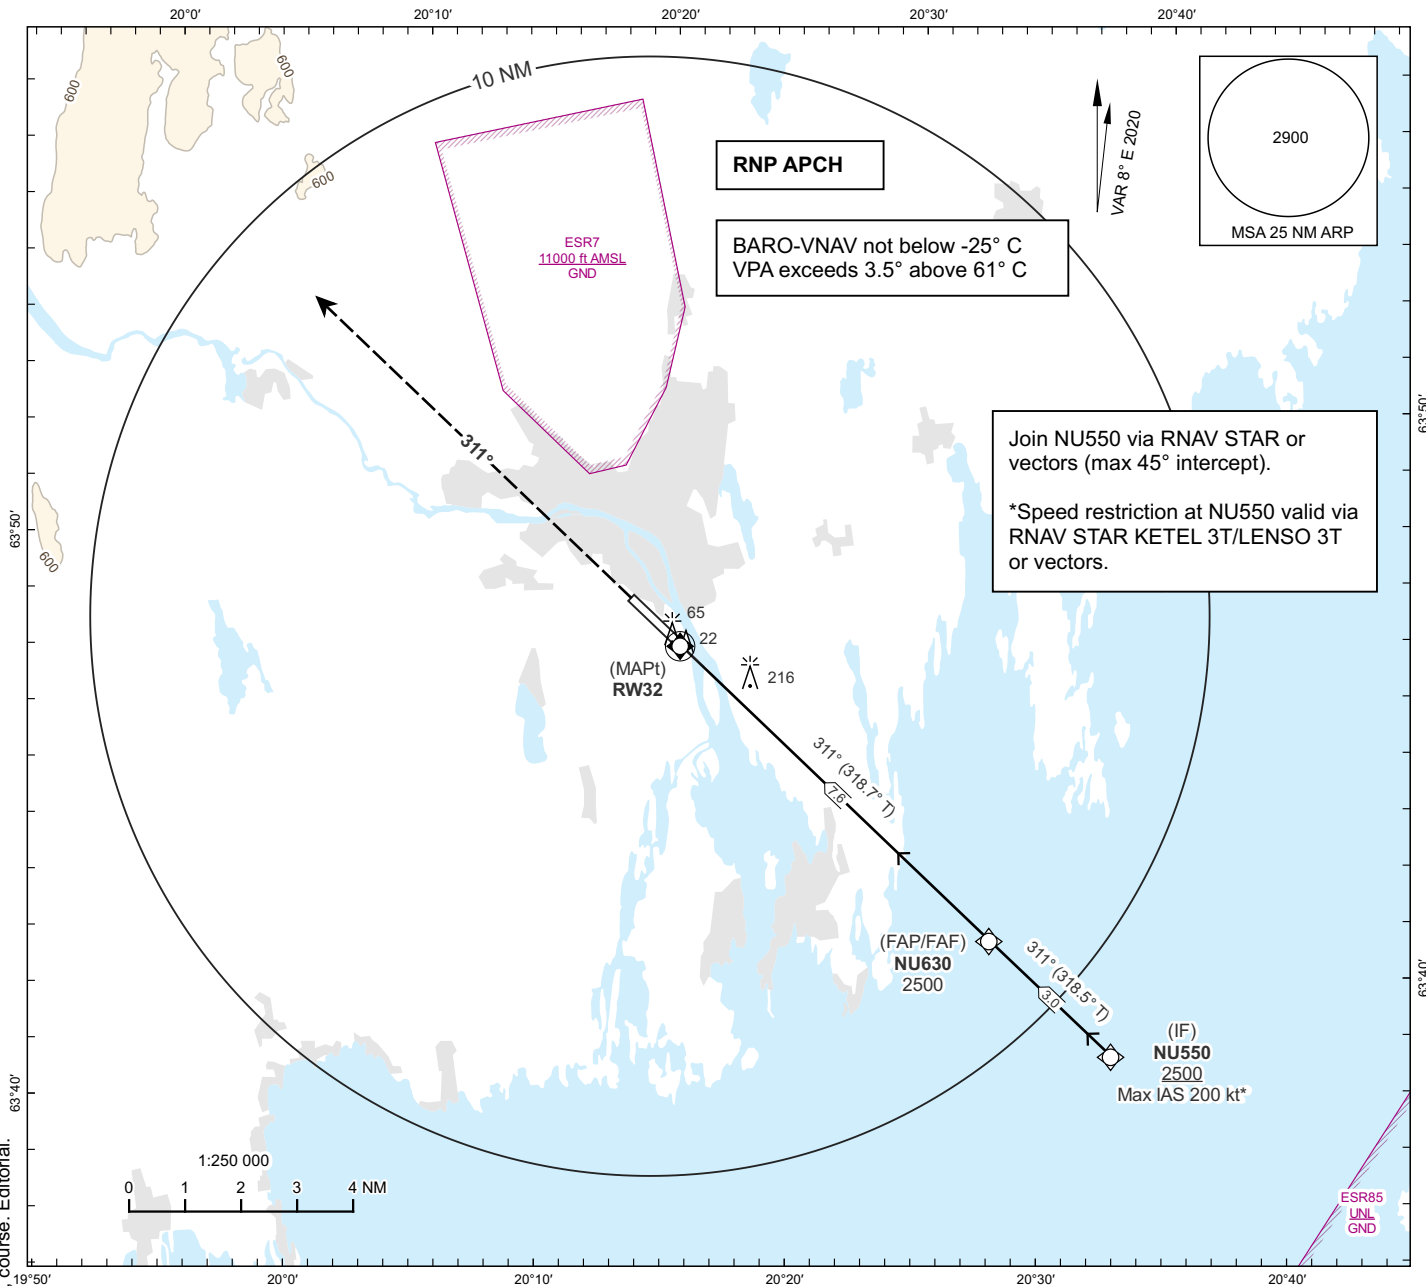 20°0′
20°10′
20°20′
20°30′
20°40′
600
600
600
10 NM
RNP APCH
VAR 8° E 2020
2900
MSA 25 NM ARP
ESR7
11000 ft AMSL
GND
BARO-VNAV not below -25° C
VPA exceeds 3.5° above 61° C
311°
63°50′
Join NU550 via RNAV STAR or
vectors (max 45° intercept).
*Speed restriction at NU550 valid via
RNAV STAR KETEL 3T/LENSO 3T
or vectors.
63°50′
600
65
22
(MAPt)
RW32
216
311° (318.7° T)
7.6
(FAP/FAF)
NU630
2500
311° (318.5° T)
3.0
63°40′
(IF)
NU550
2500
Max IAS 200 kt*
63°40′
1:250 000
0 1 2 3 4 NM
ESR85
UNL
GND
course. Editorial.
19°50′
20°0′
20°10′
20°20′
20°30′
20°40′